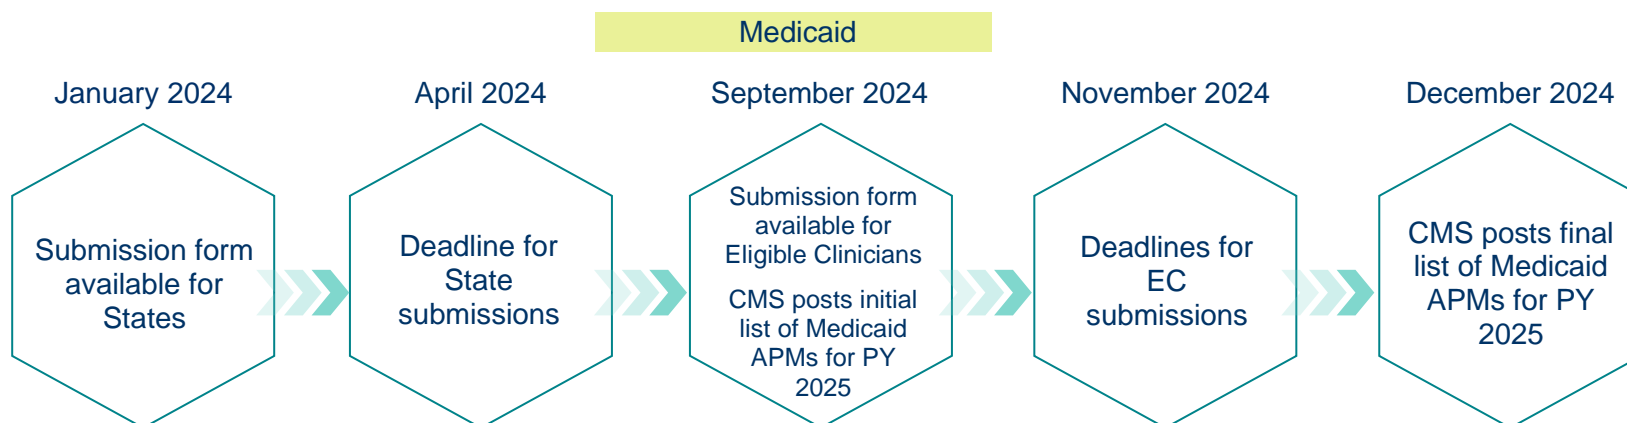 Medicaid
January 2024
April 2024
September 2024
November 2024
December 2024
Submission form
available for
States
Deadline for
State
submissions
Submission form
available for
Eligible Clinicians
CMS posts initial
list of Medicaid
APMs for PY
2025
Deadlines for
EC
submissions
CMS posts final
list of Medicaid
APMs for PY
2025